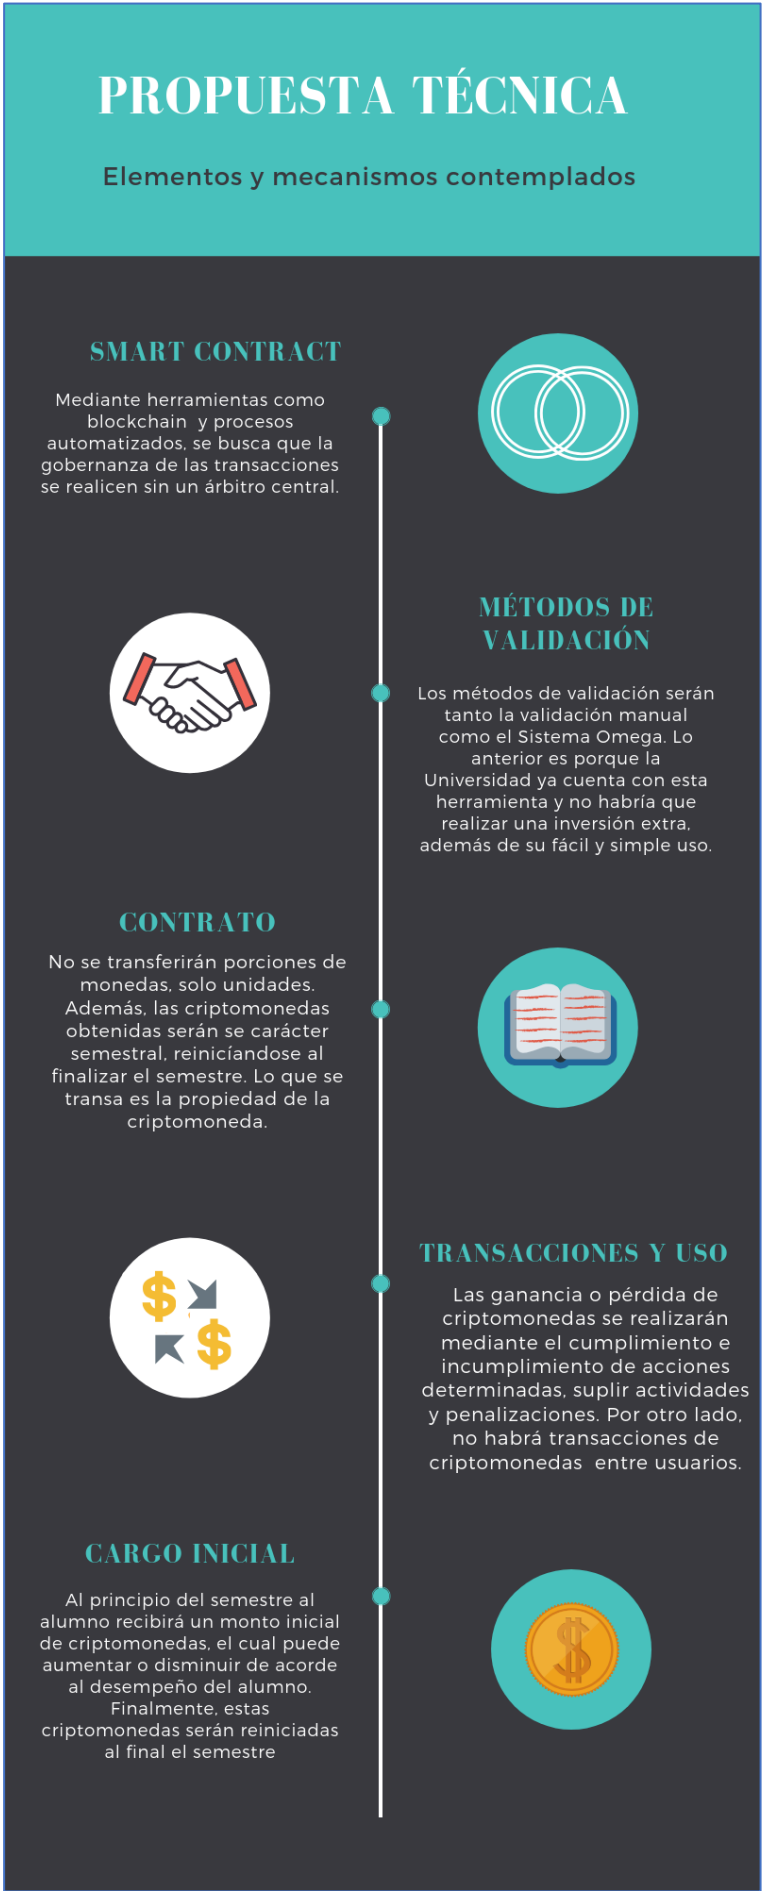 PROPUESTA TÉCNICA
Elementos y mecanismos contemplados
SMART CONTRACT
Mediante herramientas como
blockchain y procesos
automatizados, se busca que la
gobernanza de las transacciones
se realicen sin un árbitro central.
MÉTODOS DE
VALIDACIÓN
Los métodos de validación serán
tanto la validación manual
como el Sistema Omega. Lo
anterior es porque la
Universidad ya cuenta con esta
herramienta y no habría que
realizar una inversión extra,
además de su fácil y simple uso.
CONTRATO
No se transferirán porciones de
monedas, solo unidades.
Además, las criptomonedas
obtenidas serán se carácter
semestral, reinicíandose al
finalizar el semestre. Lo que se
transa es la propiedad de la
criptomoneda.
TRANSACCIONES Y USO
Las ganancia o pérdida de
criptomonedas se realizarán
mediante el cumplimiento e
incumplimiento de acciones
determinadas, suplir actividades
y penalizaciones. Por otro lado,
no habrá transacciones de
criptomonedas entre usuarios.
CARGO INICIAL
Al principio del semestre al
alumno recibirá un monto inicial
de criptomonedas, el cual puede
aumentar o disminuir de acorde
al desempeño del alumno.
Finalmente, estas
criptomonedas serán reiniciadas
al final el semestre